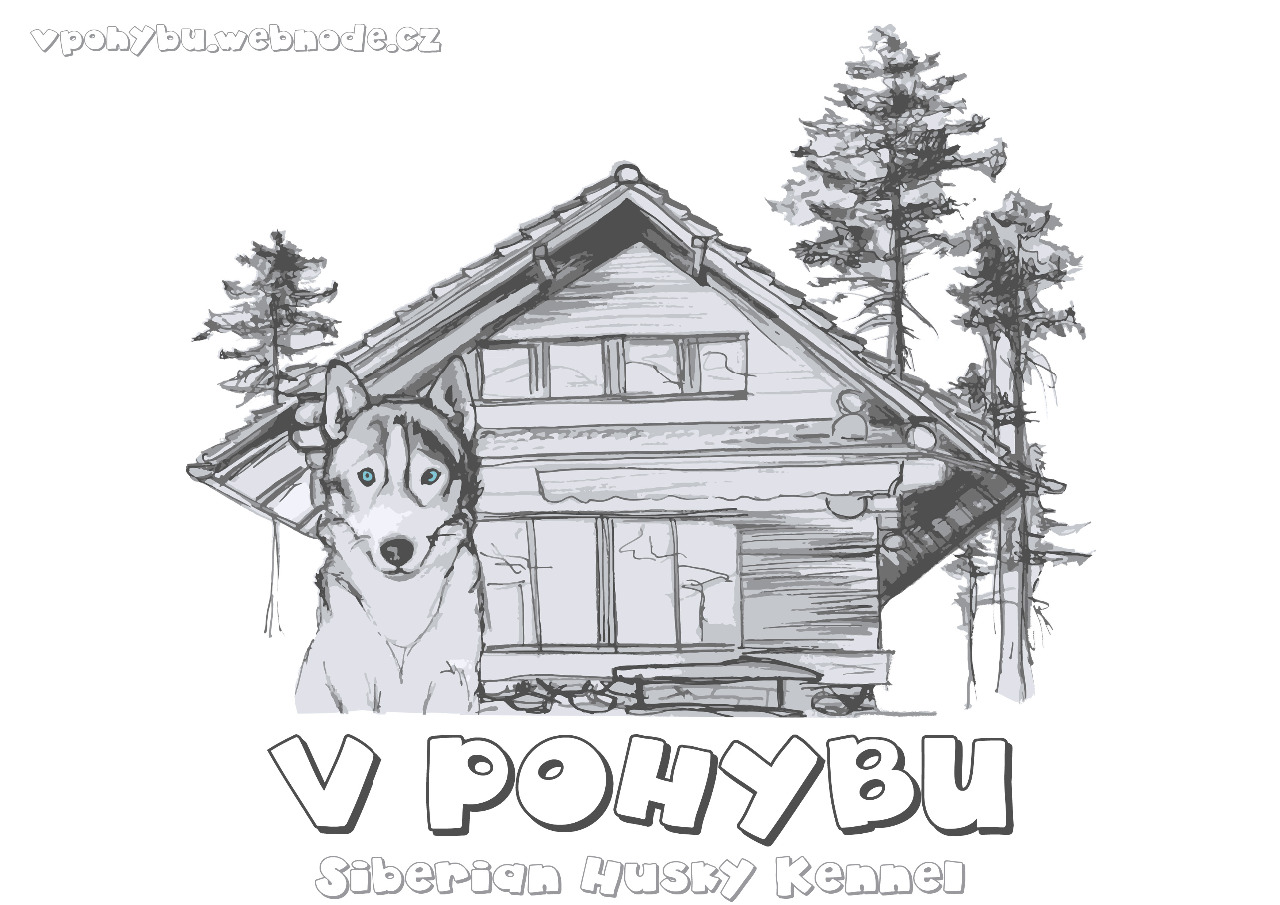 vpohybu.webnode.cz
V POHYBU
Siberian Husky Kennel